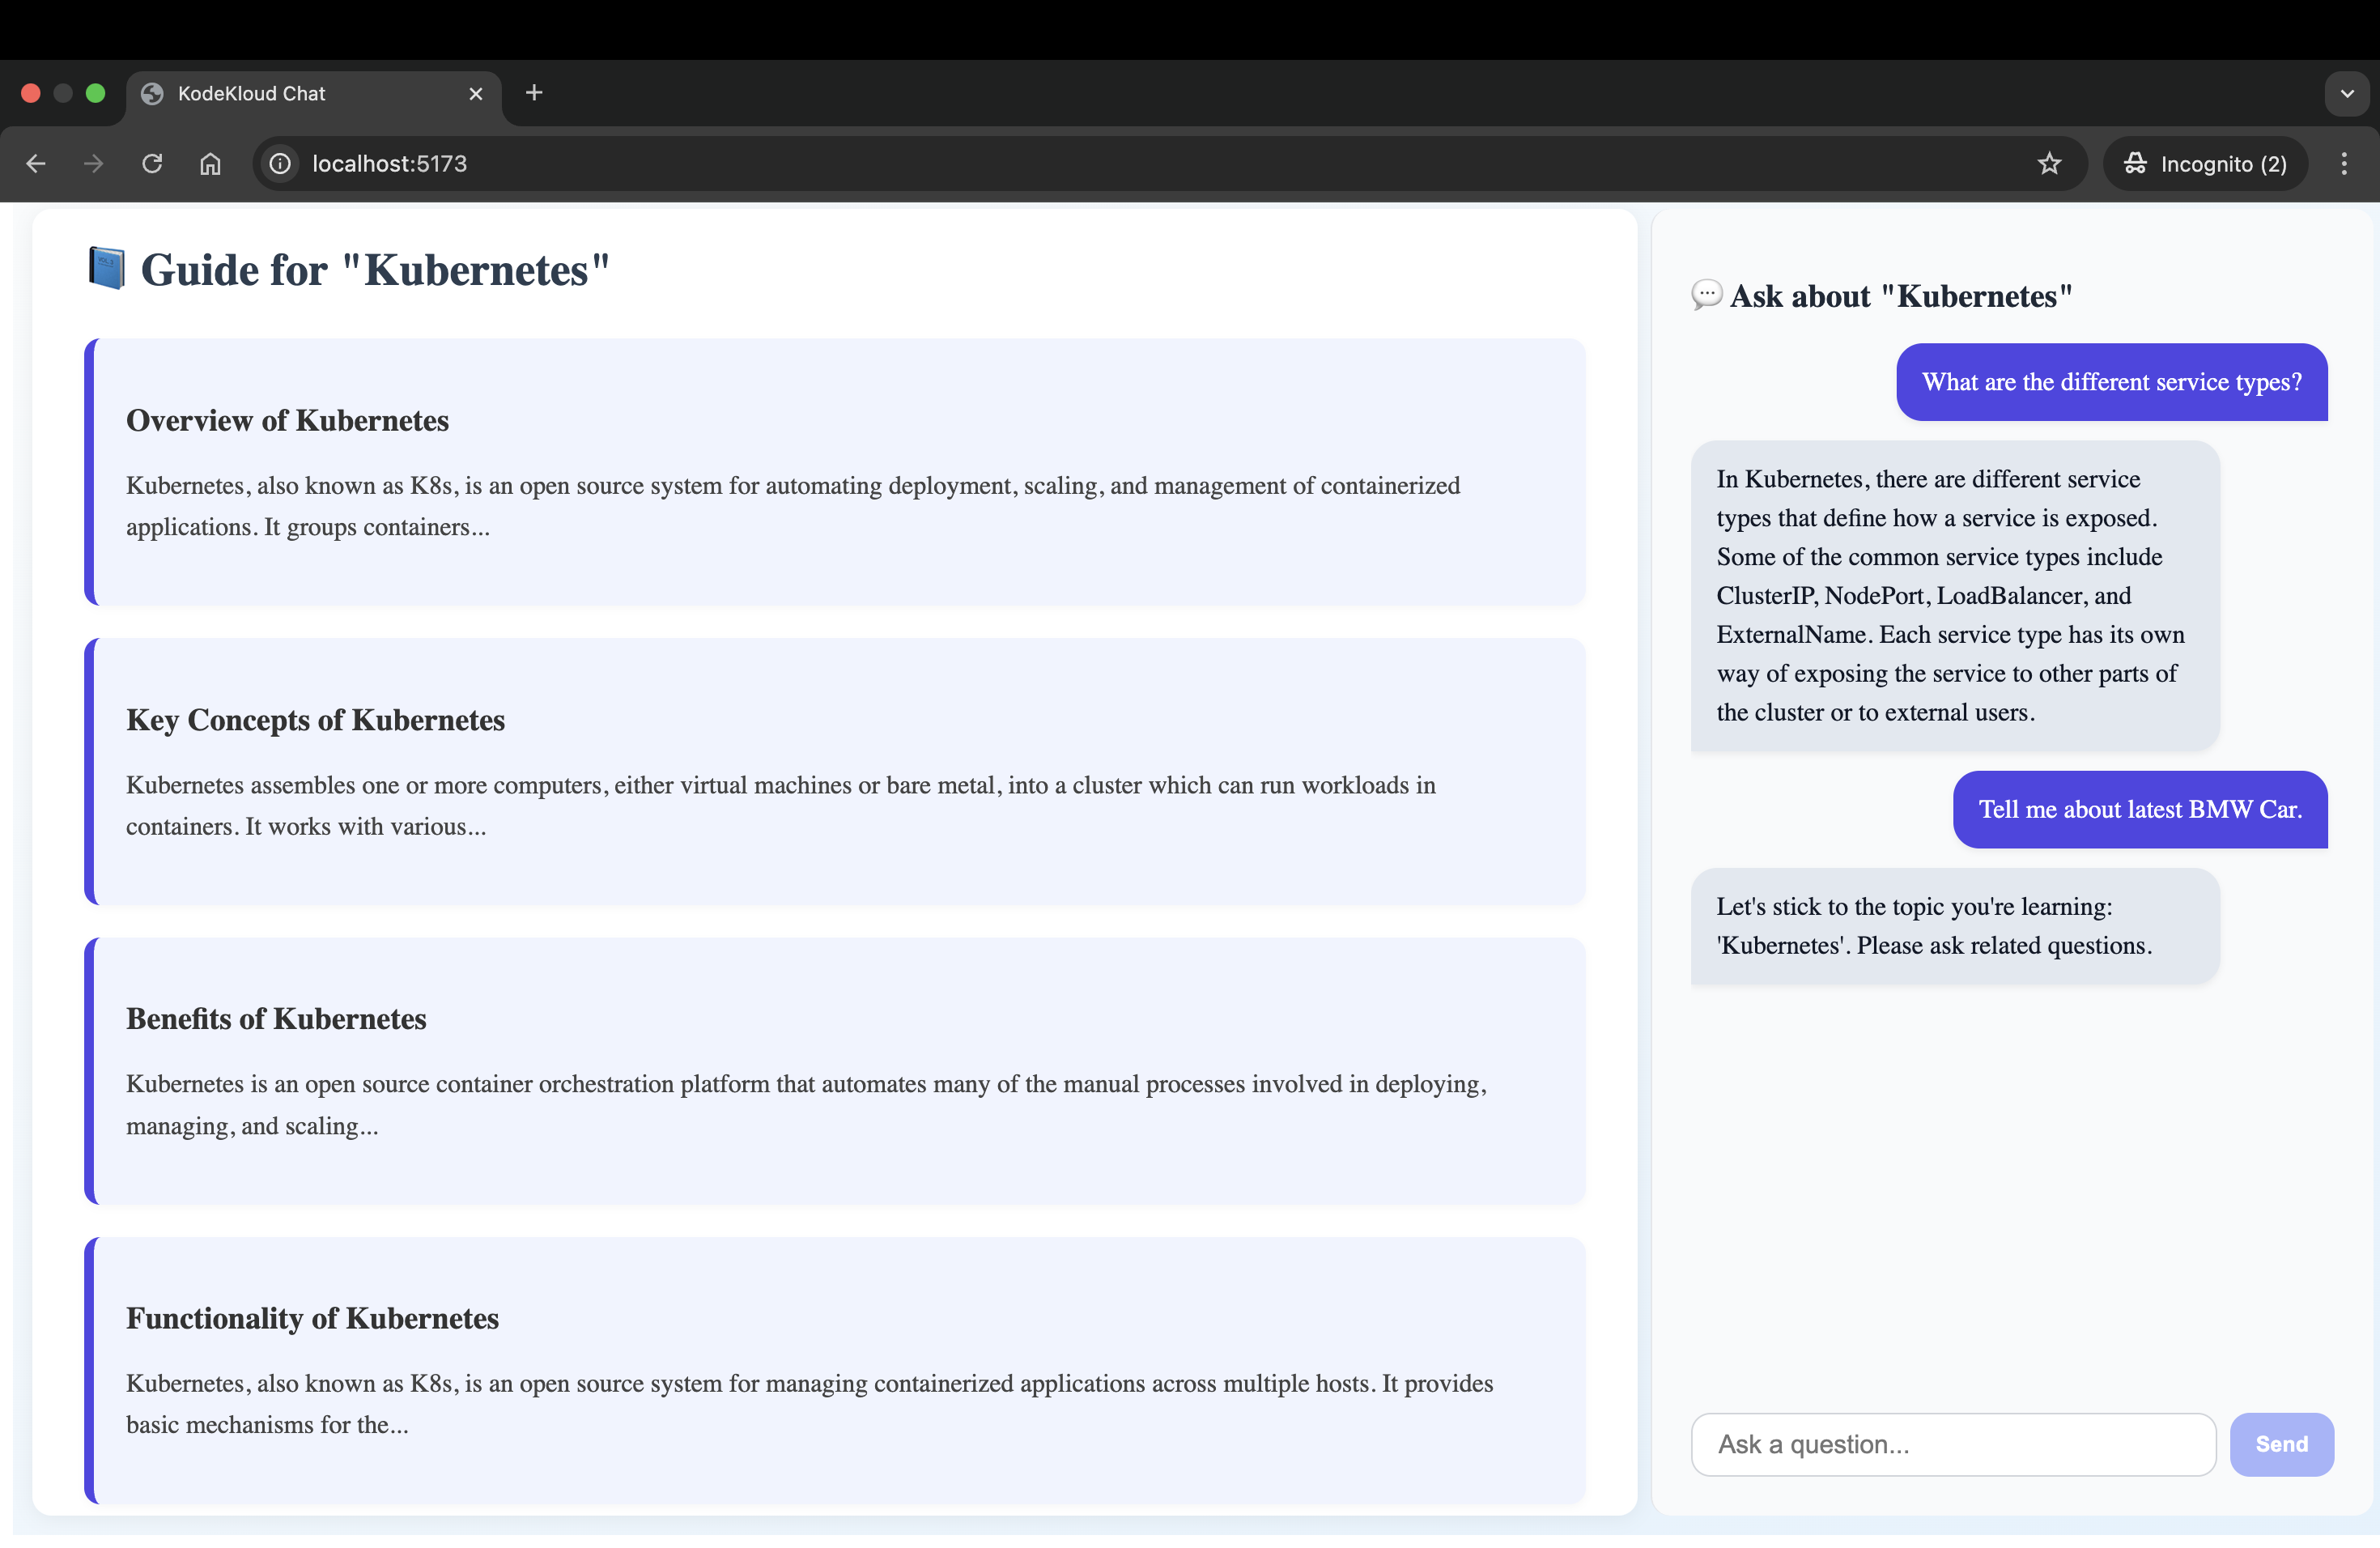 KodeKloud Chat
localhost:5173
Incognito (2)
Guide for "Kubernetes"
Overview of Kubernetes
Kubernetes, also known as K8s, is an open source system for automating deployment, scaling, and management of containerized
applications. It groups containers...
Key Concepts of Kubernetes
Kubernetes assembles one or more computers, either virtual machines or bare metal, into a cluster which can run workloads in
containers. It works with various...
Benefits of Kubernetes
Kubernetes is an open source container orchestration platform that automates many of the manual processes involved in deploying,
managing, and scaling...
Functionality of Kubernetes
Kubernetes, also known as K8s, is an open source system for managing containerized applications across multiple hosts. It provides
basic mechanisms for the...
Ask about "Kubernetes"
What are the different service types?
In Kubernetes, there are different service
types that define how a service is exposed.
Some of the common service types include
ClusterIP, NodePort, LoadBalancer, and
ExternalName. Each service type has its own
way of exposing the service to other parts of
the cluster or to external users.
Tell me about latest BMW Car.
Let's stick to the topic you're learning:
'Kubernetes'. Please ask related questions.
Ask a question...
Send